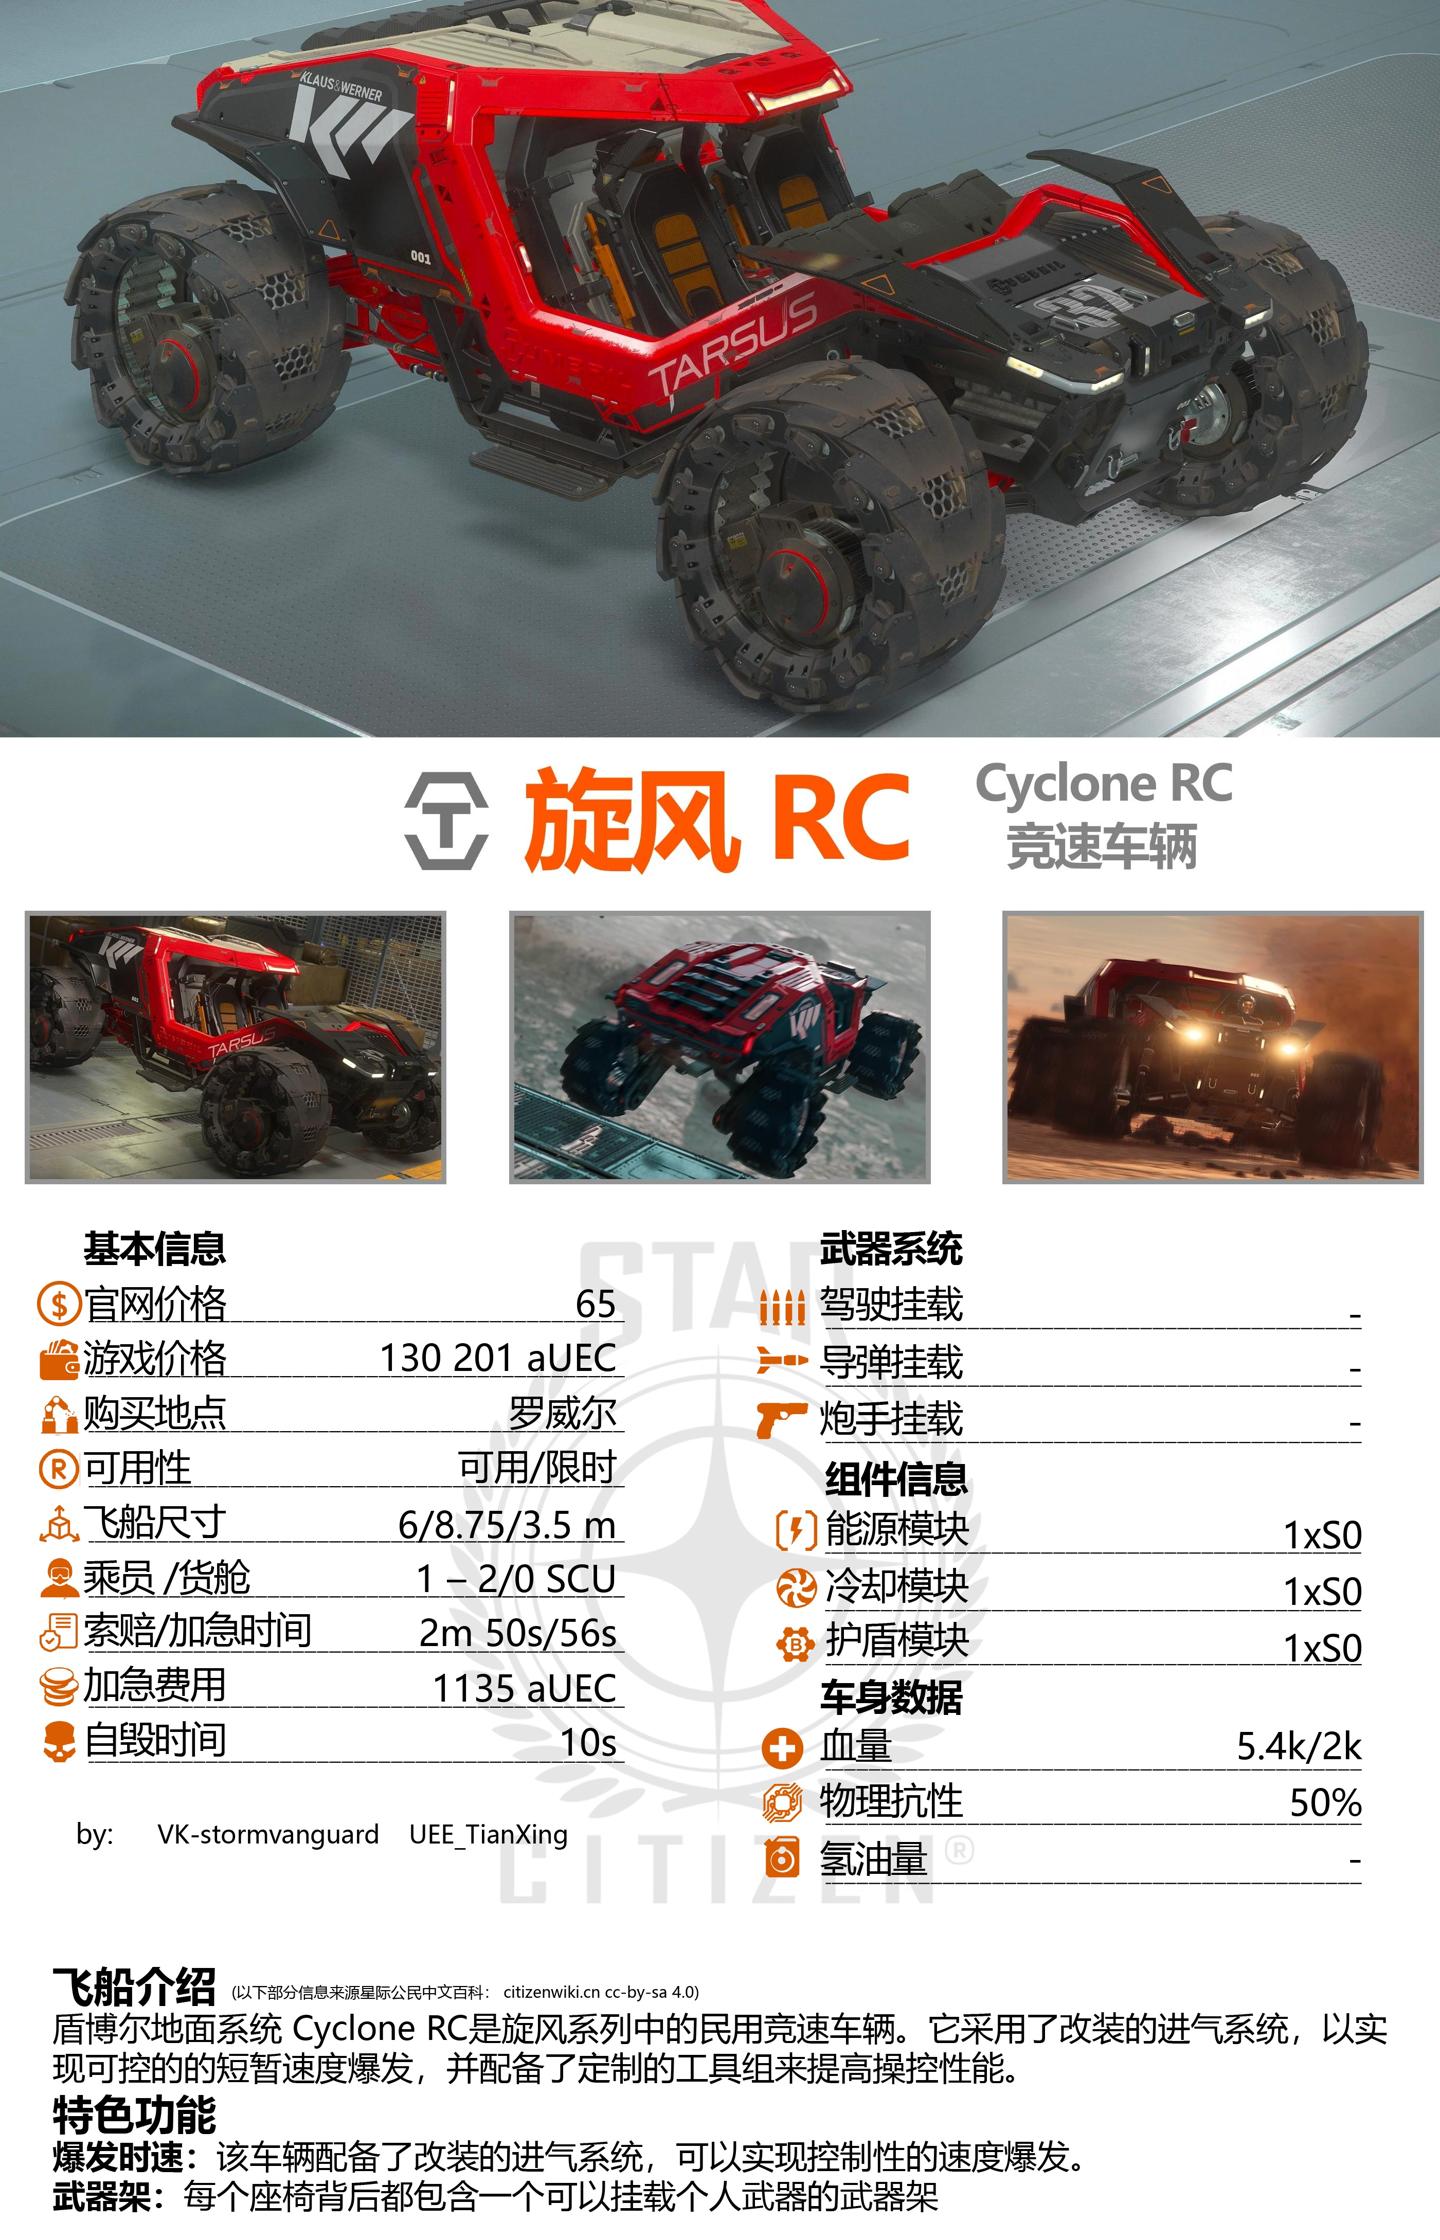 KLAUS&WERNER
001
TARSUS
旋风 RC
Cyclone RC
竞速车辆
TARSUS
基本信息
官网价格 65
游戏价格 130 201 aUEC
购买地点 罗威尔
可用性 可用/限时
飞船尺寸 6/8.75/3.5 m
乘员 /货舱 1 – 2/0 SCU
索赔/加急时间 2m 50s/56s
加急费用 1135 aUEC
自毁时间 10s
by: VK-stormvanguard UEE_TianXing
武器系统
驾驶挂载 -
导弹挂载 -
炮手挂载 -
组件信息
能源模块 1xS0
冷却模块 1xS0
护盾模块 1xS0
车身数据
血量 5.4k/2k
物理抗性 50%
氢油量 -
STAR
CITIZEN®
飞船介绍 (以下部分信息来源星际公民中文百科： citizenwiki.cn cc-by-sa 4.0)
盾博尔地面系统 Cyclone RC是旋风系列中的民用竞速车辆。它采用了改装的进气系统，以实
现可控的的短暂速度爆发，并配备了定制的工具组来提高操控性能。
特色功能
爆发时速：该车辆配备了改装的进气系统，可以实现控制性的速度爆发。
武器架：每个座椅背后都包含一个可以挂载个人武器的武器架